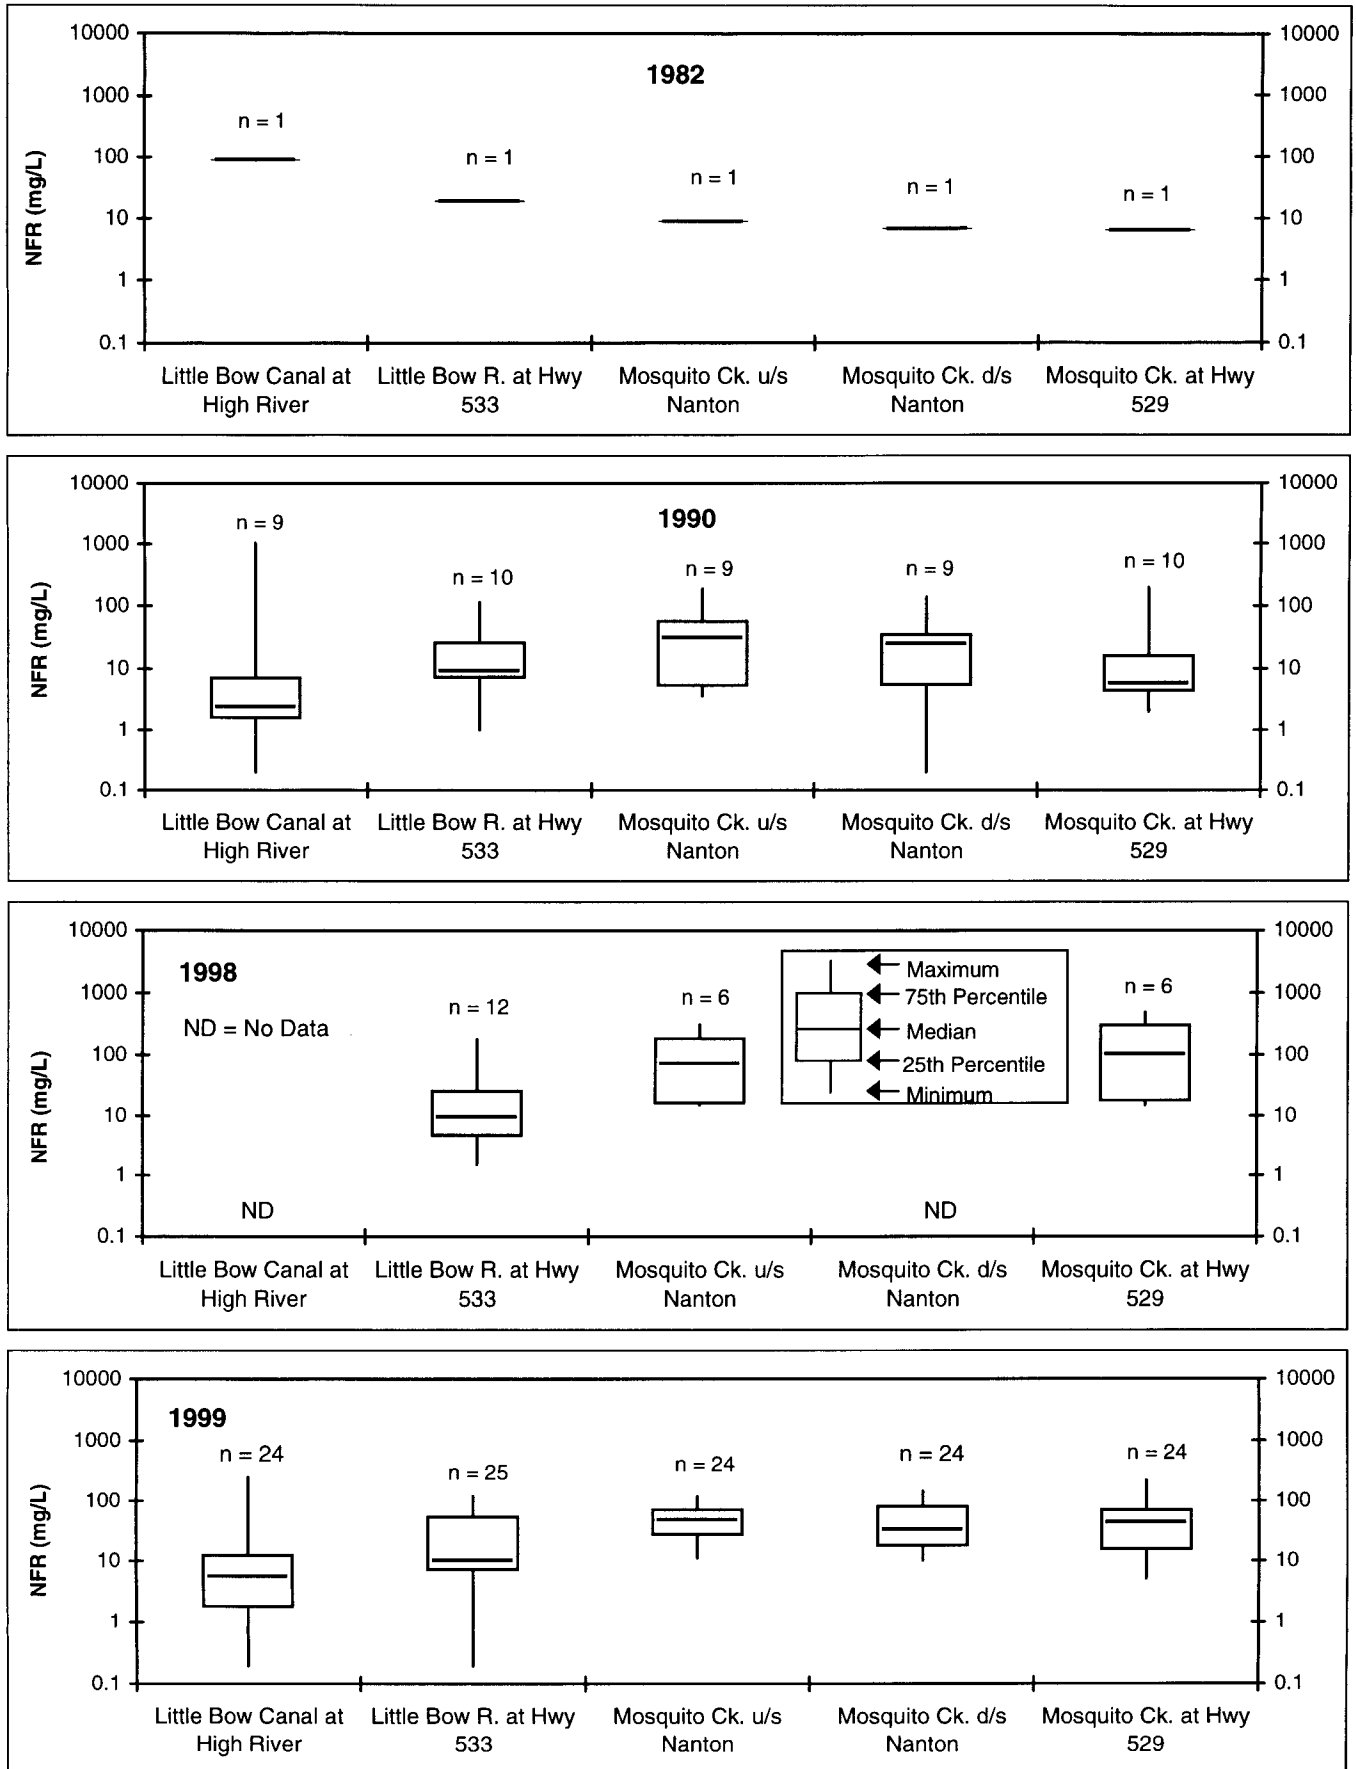 10000 10000
1982
1000 1000
n = 1
100 n = 1 100
n = 1 n = 1 n = 1
10 10
1 1
0.1 0.1
NFR (mg/L)
Little Bow Canal at High River
Little Bow R. at Hwy 533
Mosquito Ck. u/s Nanton
Mosquito Ck. d/s Nanton
Mosquito Ck. at Hwy 529
10000 10000
n = 9 1990
1000 1000
n = 10 n = 9 n = 9 n = 10
100 100
10 10
1 1
0.1 0.1
NFR (mg/L)
Little Bow Canal at High River
Little Bow R. at Hwy 533
Mosquito Ck. u/s Nanton
Mosquito Ck. d/s Nanton
Mosquito Ck. at Hwy 529
10000 10000
1998
ND = No Data
1000 1000
n = 12 n = 6 n = 6
Maximum
75th Percentile
Median
25th Percentile
Minimum
100 100
10 10
1 1
ND ND
0.1 0.1
NFR (mg/L)
Little Bow Canal at High River
Little Bow R. at Hwy 533
Mosquito Ck. u/s Nanton
Mosquito Ck. d/s Nanton
Mosquito Ck. at Hwy 529
10000 10000
1999
1000 1000
n = 24 n = 25 n = 24 n = 24 n = 24
100 100
10 10
1 1
0.1 0.1
NFR (mg/L)
Little Bow Canal at High River
Little Bow R. at Hwy 533
Mosquito Ck. u/s Nanton
Mosquito Ck. d/s Nanton
Mosquito Ck. at Hwy 529